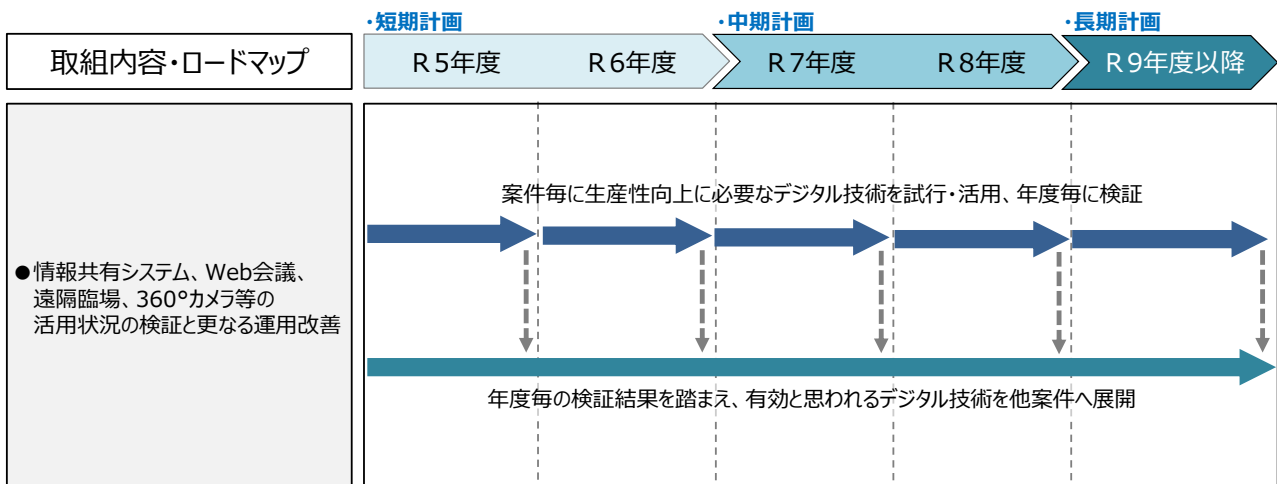 ・短期計画
・中期計画
・長期計画
取組内容・ロードマップ
R5年度
R6年度
R7年度
R8年度
R9年度以降
案件毎に生産性向上に必要なデジタル技術を試行・活用、年度毎に検証
●情報共有システム、Web会議、
遠隔臨場、360°カメラ等の
活用状況の検証と更なる運用改善
年度毎の検証結果を踏まえ、有効と思われるデジタル技術を他案件へ展開